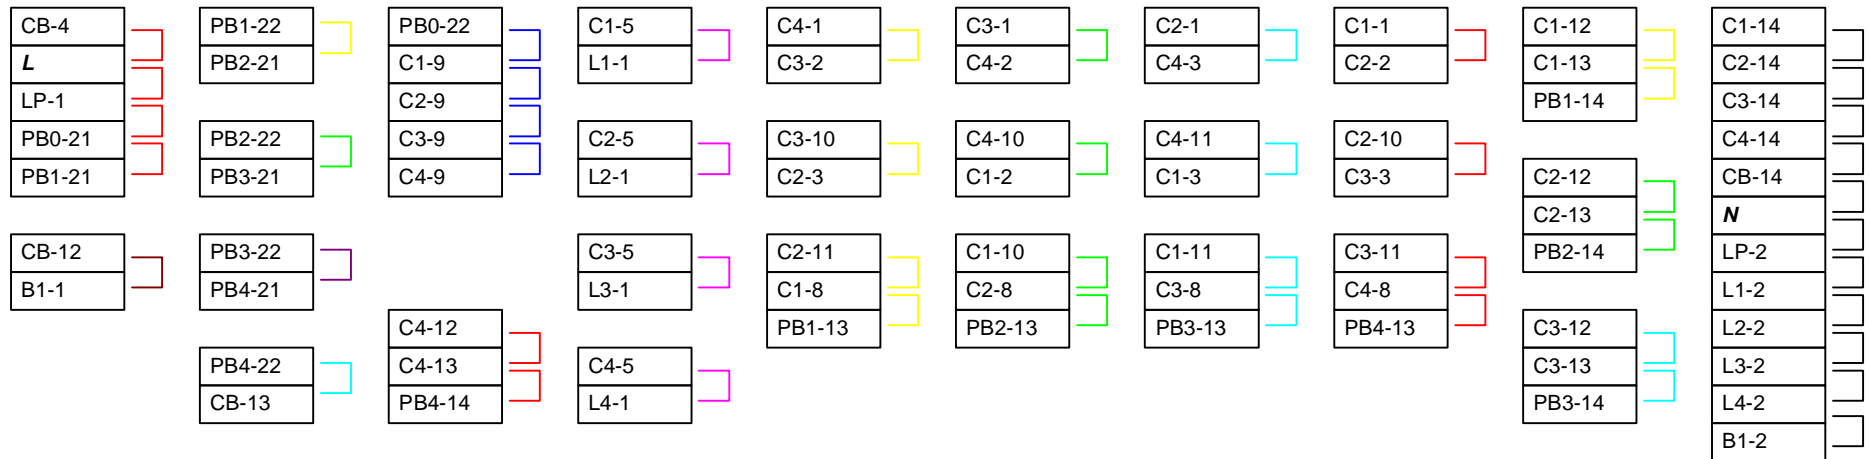 CB-4
L
LP-1
PB0-21
PB1-21
CB-12
B1-1
PB1-22
PB2-21
PB2-22
PB3-21
PB3-22
PB4-21
PB4-22
CB-13
PB0-22
C1-9
C2-9
C3-9
C4-9
C4-12
C4-13
PB4-14
C1-5
L1-1
C2-5
L2-1
C3-5
L3-1
C4-5
L4-1
C4-1
C3-2
C3-10
C2-3
C2-11
C1-8
PB1-13
C3-1
C4-2
C4-10
C1-2
C1-10
C2-8
PB2-13
C2-1
C4-3
C4-11
C1-3
C1-11
C3-8
PB3-13
C1-1
C2-2
C2-10
C3-3
C3-11
C4-8
PB4-13
C1-12
C1-13
PB1-14
C2-12
C2-13
PB2-14
C3-12
C3-13
PB3-14
C1-14
C2-14
C3-14
C4-14
CB-14
N
LP-2
L1-2
L2-2
L3-2
L4-2
B1-2